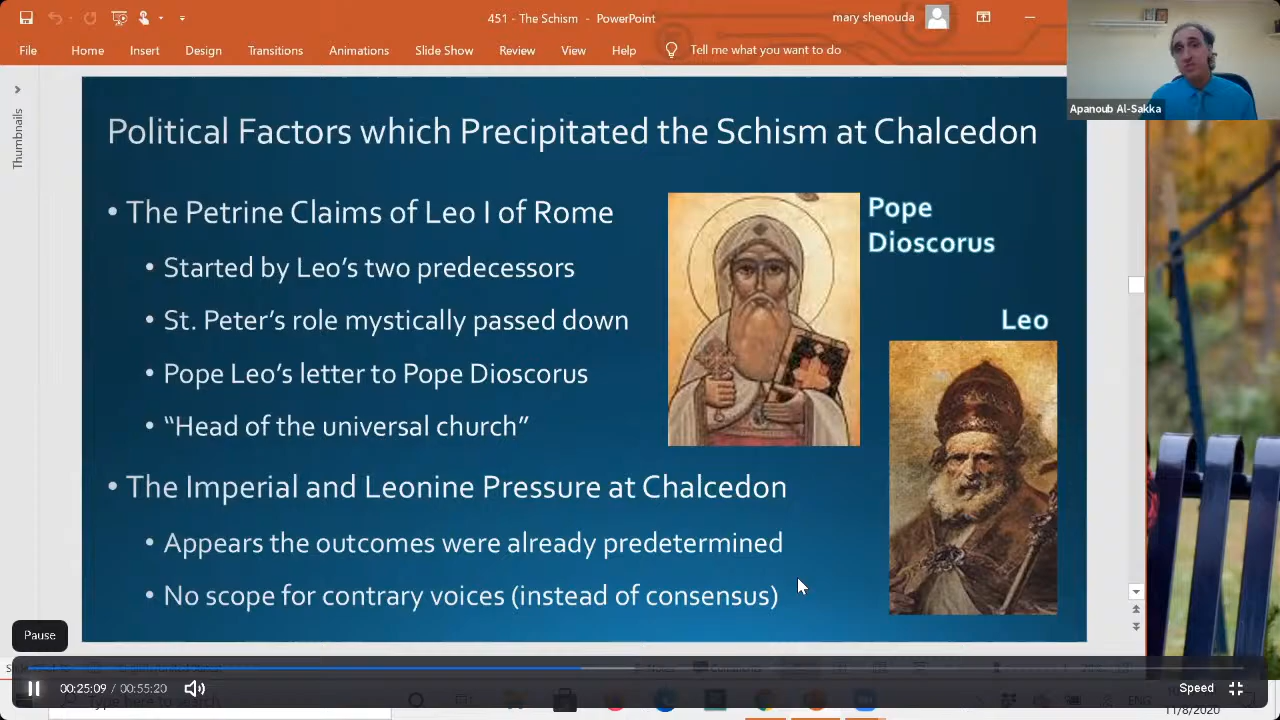 451 - The Schism - PowerPoint
mary shenouda
File Home Insert Design Transitions Animations Slide Show Review View Help Tell me what you want to do
Apanoub Al-Sakka
Thumbnails
Political Factors which Precipitated the Schism at Chalcedon
• The Petrine Claims of Leo I of Rome
• Started by Leo's two predecessors
• St. Peter's role mystically passed down
• Pope Leo's letter to Pope Dioscorus
• “Head of the universal church”
Pope
Dioscorus
Leo
• The Imperial and Leonine Pressure at Chalcedon
• Appears the outcomes were already predetermined
• No scope for contrary voices (instead of consensus)
Pause
00:25:09 / 00:55:20
Speed
11/8/2020